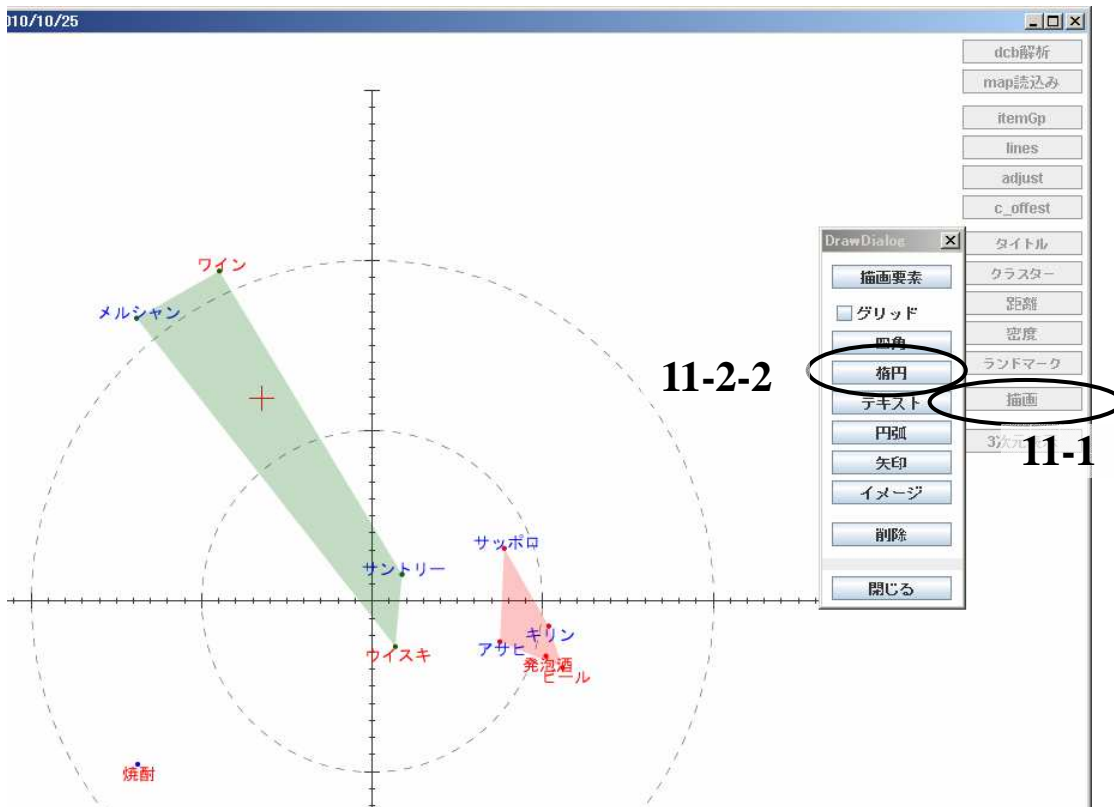 010/10/25
dcb解析
map読込み
itemGp
lines
adjust
c_offest
タイトル
クラスター
距離
密度
ランドマーク
描画
3次元
11-1
DrawDialog
描画要素
グリッド
四角
楕円
テキスト
円弧
矢印
イメージ
削除
閉じる
11-2-2
ワイン
メルシャン
サントリー
ウイスキ
サッポロ
キリン
アサヒ
発泡酒
ビール
焼酎